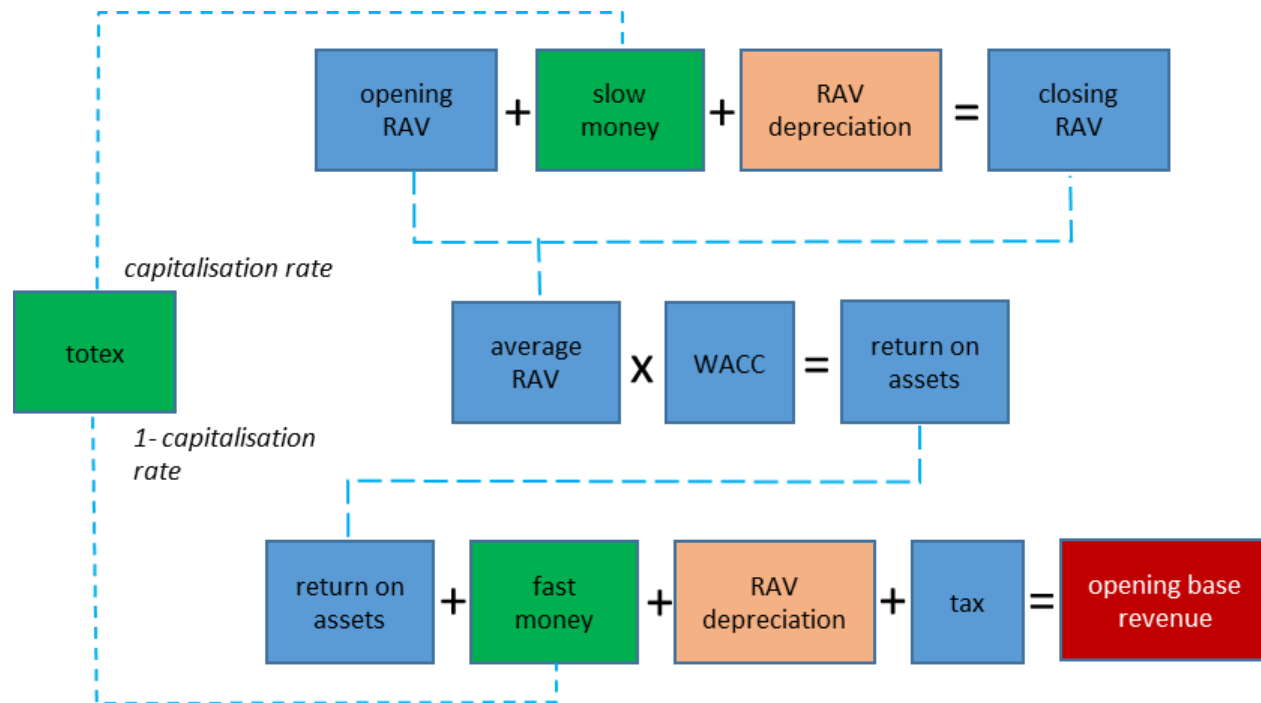 opening
RAV
+
slow
money
+
RAV
depreciation
=
closing
RAV
capitalisation rate
totex
average
RAV
x
WACC
=
return on
assets
1- capitalisation
rate
return on
assets
+
fast
money
+
RAV
depreciation
+
tax
=
opening base
revenue